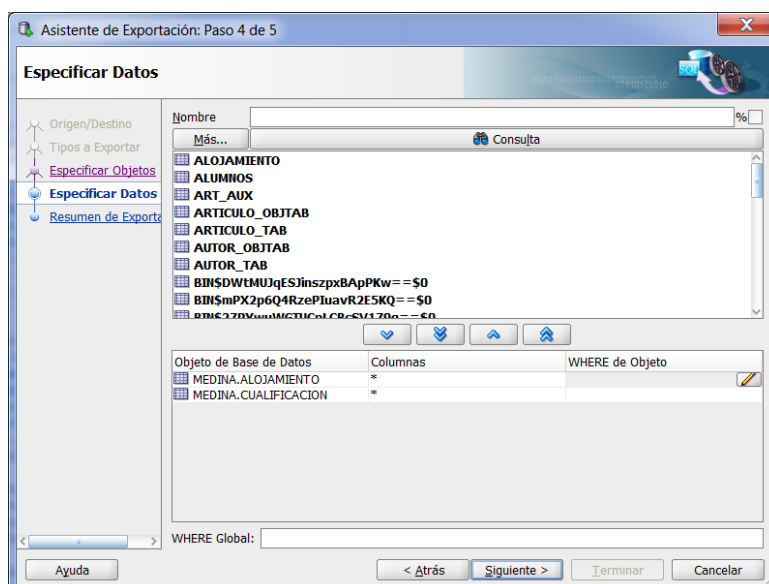 Asistente de Exportación: Paso 4 de 5
Especificar Datos
Origen/Destino
Tipos a Exportar
Especificar Objetos
Especificar Datos
Resumen de Exporta
Nombre
%
Más...
Consulta
ALOJAMIENTO
ALUMNOS
ART_AUX
ARTICULO_OBJTAB
ARTICULO_TAB
AUTOR_OBJTAB
AUTOR_TAB
BIN$DWtMUJqESJinszpxBApPKw==$0
BIN$mPX2p6Q4RzePIuavR2E5KQ==$0
Objeto de Base de Datos Columnas WHERE de Objeto
MEDINA.ALOJAMIENTO *
MEDINA.CUALIFICACION *
WHERE Global:
Ayuda < Atrás Siguiente > Terminar Cancelar